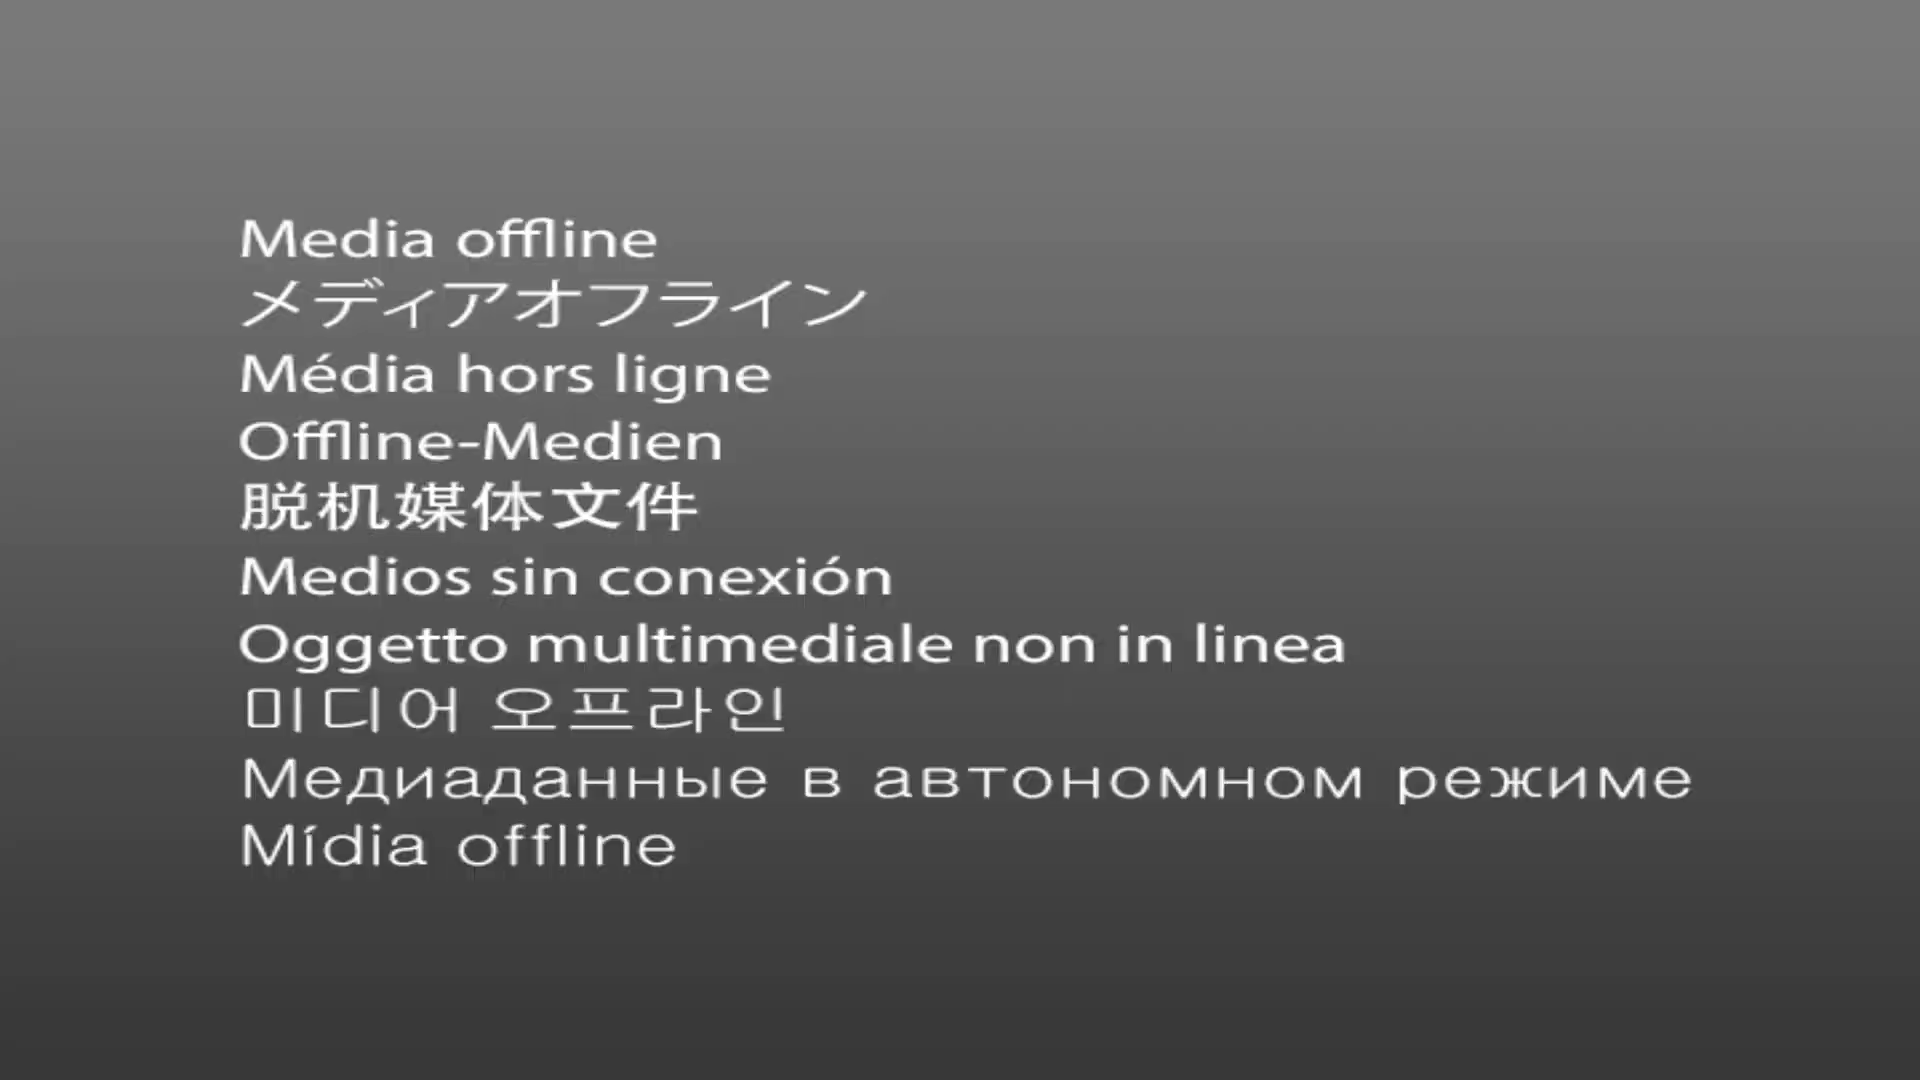 Media offline
メディアオフライン
Média hors ligne
Offline-Medien
脱机媒体文件
Medios sin conexión
Oggetto multimediale non in linea
미디어 오프라인
Медиаданные в автономном режиме
Mídia offline